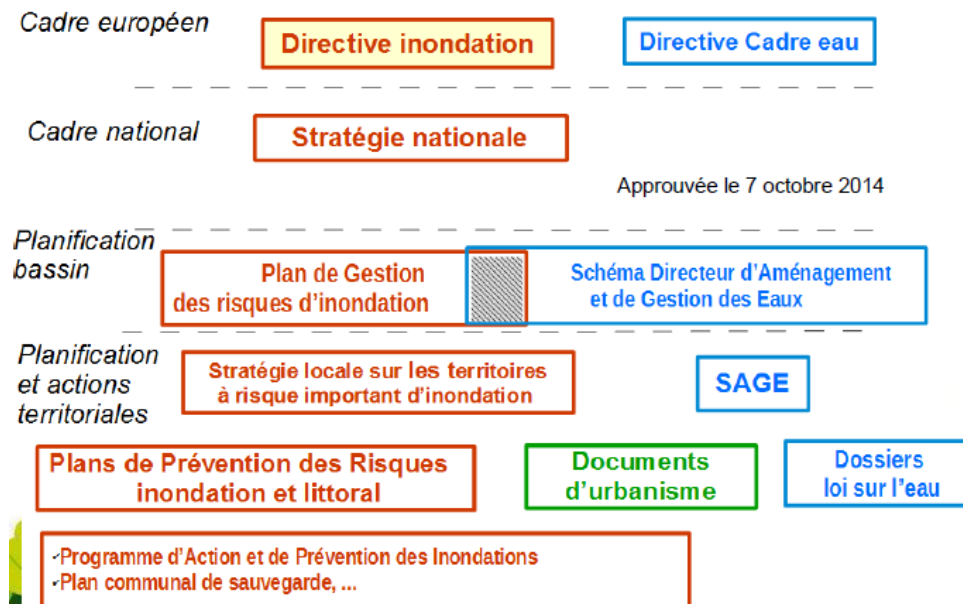 Cadre européen
Directive inondation
Directive Cadre eau
Cadre national
Stratégie nationale
Approuvée le 7 octobre 2014
Planification
bassin
Plan de Gestion
des risques d'inondation
Schéma Directeur d'Aménagement
et de Gestion des Eaux
Planification
et actions
territoriales
Stratégie locale sur les territoires
à risque important d'inondation
SAGE
Plans de Prévention des Risques
inondation et littoral
Documents
d'urbanisme
Dossiers
loi sur l'eau
✓Programme d'Action et de Prévention des Inondations
✓Plan communal de sauvegarde, ...